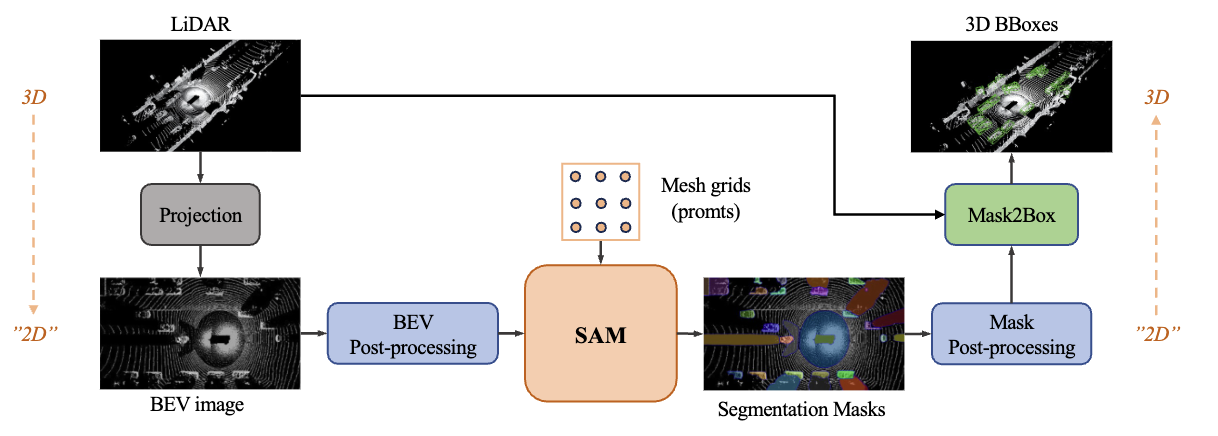 LiDAR
3D BBoxes
3D
3D
Projection
Mesh grids
(promts)
Mask2Box
"2D"
BEV
Post-processing
SAM
Mask
Post-processing
"2D"
BEV image
Segmentation Masks